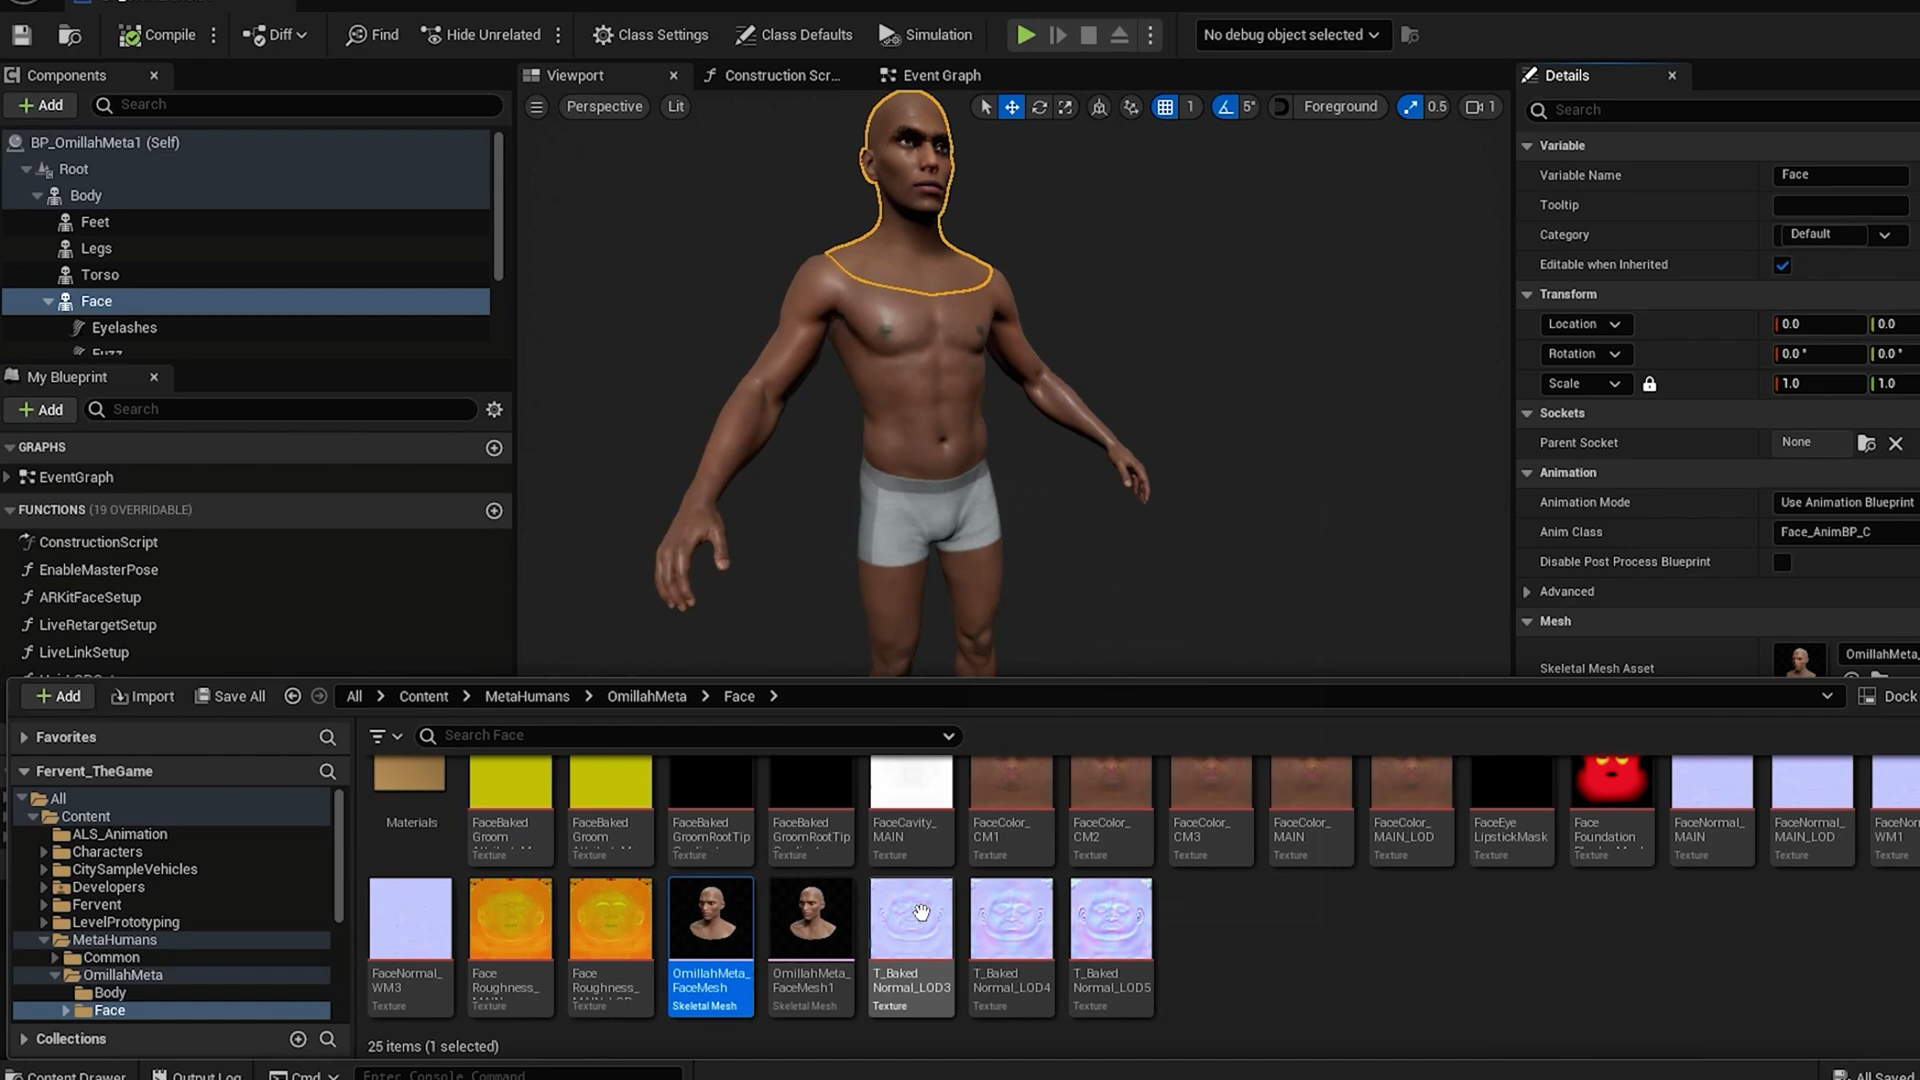 Compile
Diff
Find
Hide Unrelated
Class Settings
Class Defaults
Simulation
No debug object selected
Components
Add
Search
BP_OmillahMeta1 (Self)
Root
Body
Feet
Legs
Torso
Face
Eyelashes
My Blueprint
Add
Search
GRAPHS
EventGraph
FUNCTIONS (19 OVERRIDABLE)
ConstructionScript
EnableMasterPose
ARKitFaceSetup
LiveRetargetSetup
LiveLinkSetup
Viewport
Construction Scr...
Event Graph
Perspective
Lit
1
5°
Foreground
0.5
1
Details
Search
Variable
Variable Name
Face
Tooltip
Category
Default
Editable when Inherited
Transform
Location
0.0
0.0
Rotation
0.0 °
0.0 °
Scale
1.0
1.0
Sockets
Parent Socket
None
Animation
Animation Mode
Use Animation Blueprint
Anim Class
Face_AnimBP_C
Disable Post Process Blueprint
Advanced
Mesh
Skeletal Mesh Asset
OmillahMeta_
Add
Import
Save All
All > Content > MetaHumans > OmillahMeta > Face >
Dock
Favorites
Fervent_TheGame
All
Content
ALS_Animation
Characters
CitySampleVehicles
Developers
Fervent
LevelPrototyping
MetaHumans
Common
OmillahMeta
Body
Face
Collections
Search Face
Materials
FaceBaked
Groom
Texture
FaceBaked
Groom
Texture
FaceBaked
GroomRootTip
Texture
FaceBaked
GroomRootTip
Texture
FaceCavity_
MAIN
Texture
FaceColor_
CM1
Texture
FaceColor_
CM2
Texture
FaceColor_
CM3
Texture
FaceColor_
MAIN
Texture
FaceColor_
MAIN_LOD
Texture
FaceEye
LipstickMask
Texture
Face
Foundation
Texture
FaceNormal_
MAIN
Texture
FaceNormal_
MAIN_LOD
Texture
FaceNor
WM1
Texture
FaceNormal_
WM3
Texture
Face
Roughness_
Texture
Face
Roughness_
Texture
OmillahMeta_
FaceMesh
Skeletal Mesh
OmillahMeta_
FaceMesh1
Skeletal Mesh
T_Baked
Normal_LOD3
Texture
T_Baked
Normal_LOD4
Texture
T_Baked
Normal_LOD5
Texture
25 items (1 selected)
Content Drawer
Output Log
Cmd
Enter Console Command
All Saved